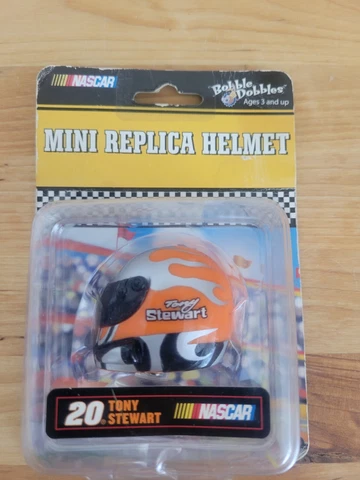 NASCAR
Bobble
Dobbles
Ages 3 and up
MINI REPLICA HELMET
Tony
Stewart
20 TONY
STEWART
NASCAR